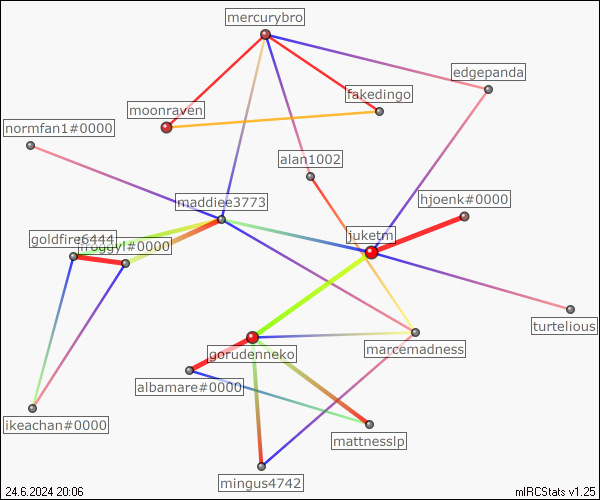 mercurybro
edgepanda
fakedingo
moonraven
normfan1#0000
alan1002
maddiee3773
hjoenk#0000
juketm
goldfire6444
froggy!#0000
turtelious
marcemadness
gorudenneko
albamare#0000
ikeachan#0000
mattnesslp
mingus4742
24.6.2024 20:06
mIRCStats v1.25